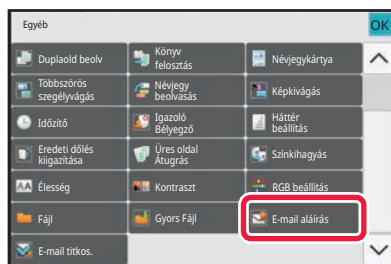 Egyéb
OK
Duplaold beolv
Könyv
felosztás
Névjegykártya
Többszörös
szegélyvágás
Névjegy
beolvasás
Képkivágás
Időzítő
Igazoló
Bélyegző
Háttér
beállítás
Eredeti dőlés
kiigazítása
Üres oldal
Átugrás
Színkihagyás
Élesség
Kontraszt
RGB beállítás
Fájl
Gyors Fájl
E-mail aláírás
E-mail titkos.